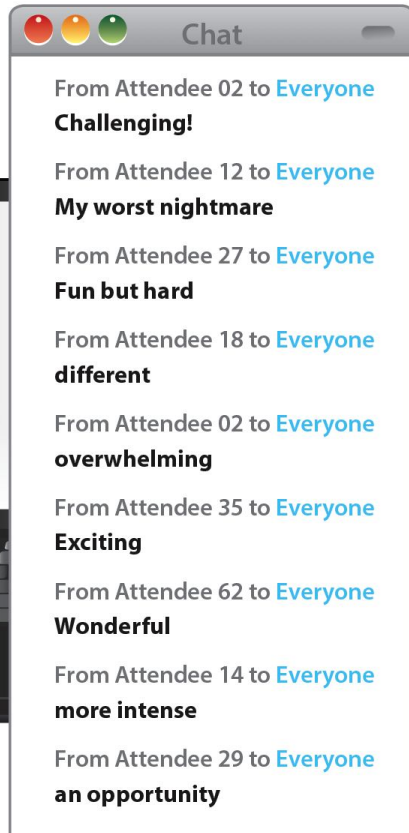 Chat
From Attendee 02 to Everyone
Challenging!
From Attendee 12 to Everyone
My worst nightmare
From Attendee 27 to Everyone
Fun but hard
From Attendee 18 to Everyone
different
From Attendee 02 to Everyone
overwhelming
From Attendee 35 to Everyone
Exciting
From Attendee 62 to Everyone
Wonderful
From Attendee 14 to Everyone
more intense
From Attendee 29 to Everyone
an opportunity